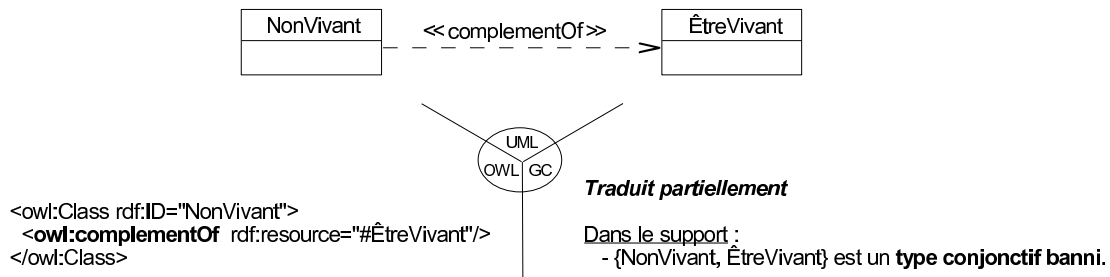 NonVivant
<<complementOf>>
ÊtreVivant
UML
OWL
GC
<owl:Class rdf:ID="NonVivant">
<owl:complementOf rdf:resource="#ÊtreVivant"/>
</owl:Class>
Traduit partiellement
Dans le support :
- {NonVivant, ÊtreVivant} est un type conjonctif banni.